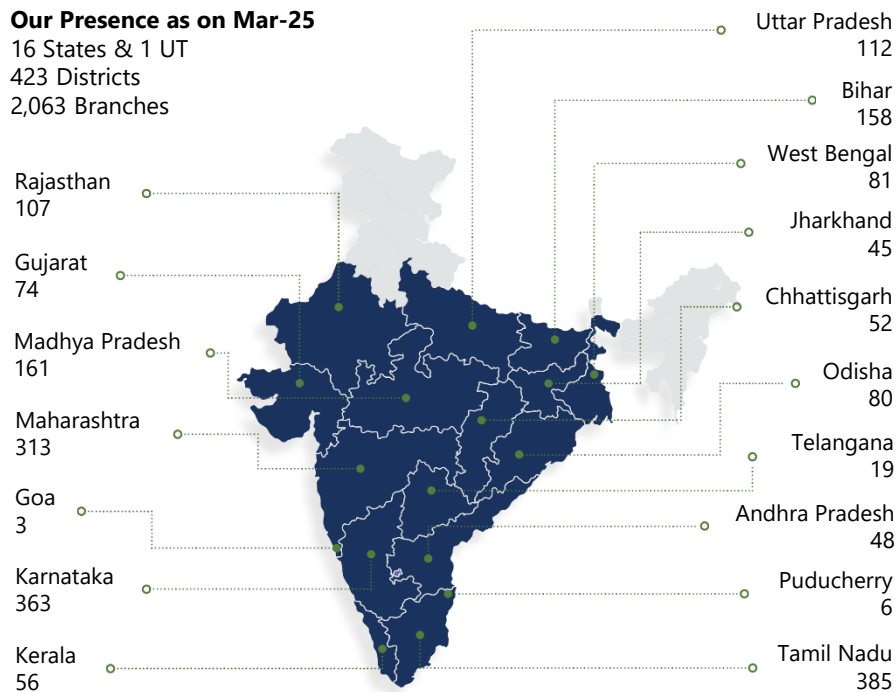 Our Presence as on Mar-25
16 States & 1 UT
423 Districts
2,063 Branches
Rajasthan
107
Gujarat
74
Madhya Pradesh
161
Maharashtra
313
Goa
3
Karnataka
363
Kerala
56
Uttar Pradesh
112
Bihar
158
West Bengal
81
Jharkhand
45
Chhattisgarh
52
Odisha
80
Telangana
19
Andhra Pradesh
48
Puducherry
6
Tamil Nadu
385